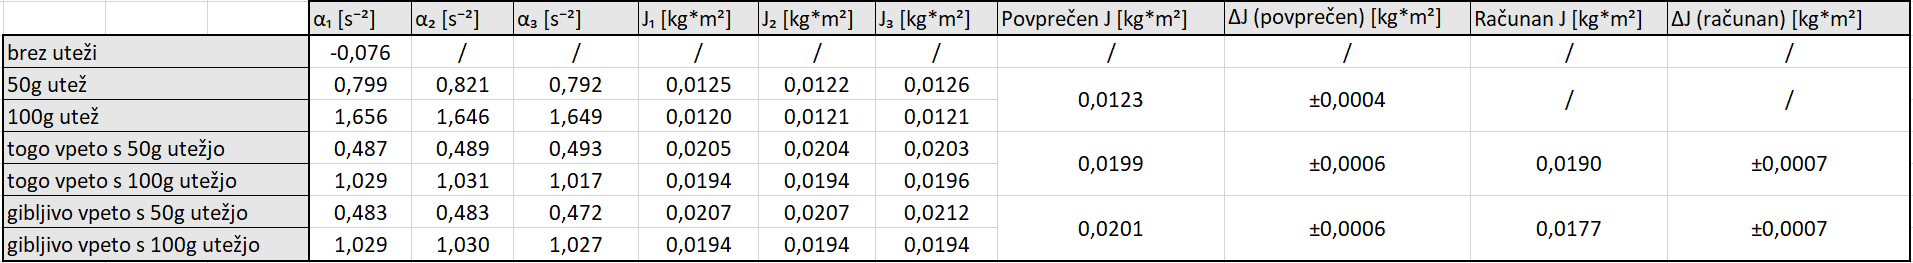 α₁ [s⁻²] α₂ [s⁻²] α₃ [s⁻²] J₁ [kg*m²] J₂ [kg*m²] J₃ [kg*m²] Povprečen J [kg*m²] ΔJ (povprečen) [kg*m²] Računan J [kg*m²] ΔJ (računan) [kg*m²]
brez uteži -0,076 / / / / / / / / /
50g utež 0,799 0,821 0,792 0,0125 0,0122 0,0126
0,0123 ±0,0004 / /
100g utež 1,656 1,646 1,649 0,0120 0,0121 0,0121
togo vpeto s 50g utežjo 0,487 0,489 0,493 0,0205 0,0204 0,0203
0,0199 ±0,0006 0,0190 ±0,0007
togo vpeto s 100g utežjo 1,029 1,031 1,017 0,0194 0,0194 0,0196
gibljivo vpeto s 50g utežjo 0,483 0,483 0,472 0,0207 0,0207 0,0212
0,0201 ±0,0006 0,0177 ±0,0007
gibljivo vpeto s 100g utežjo 1,029 1,030 1,027 0,0194 0,0194 0,0194